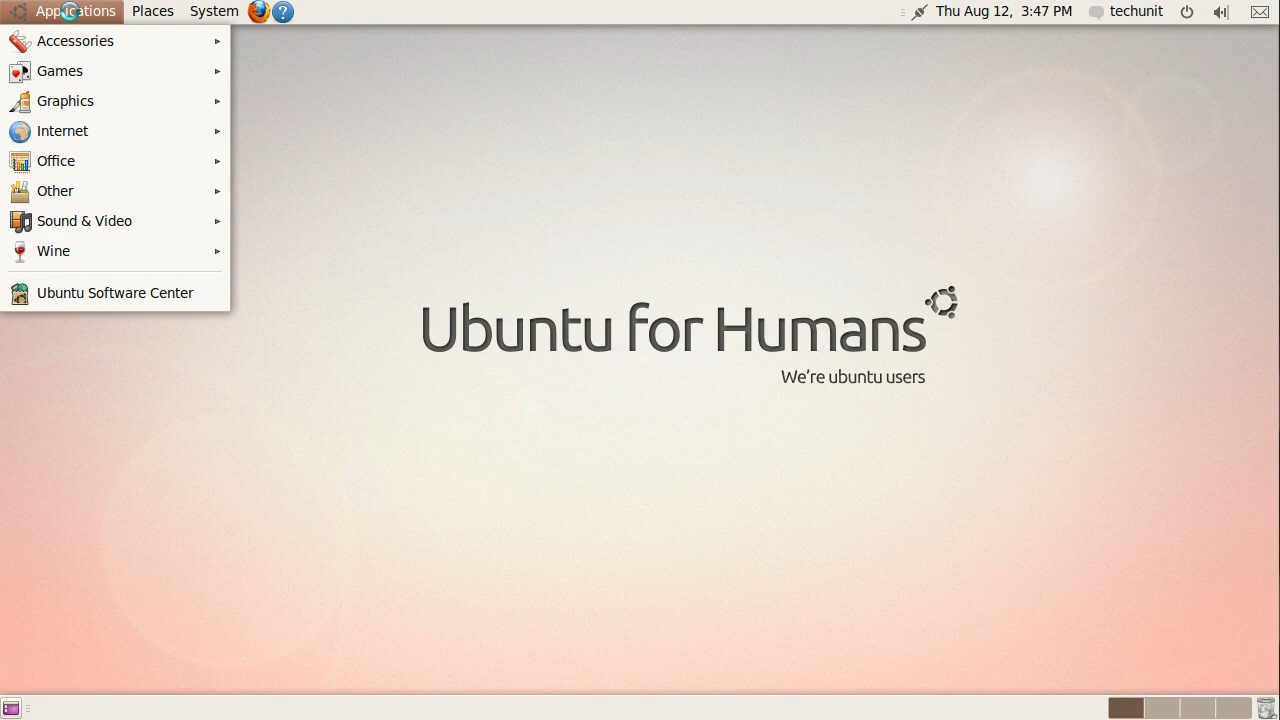 Applications Places System ? Thu Aug 12, 3:47 PM techunit
Accessories
Games
Graphics
Internet
Office
Other
Sound & Video
Wine
Ubuntu Software Center
Ubuntu for Humans
We're ubuntu users